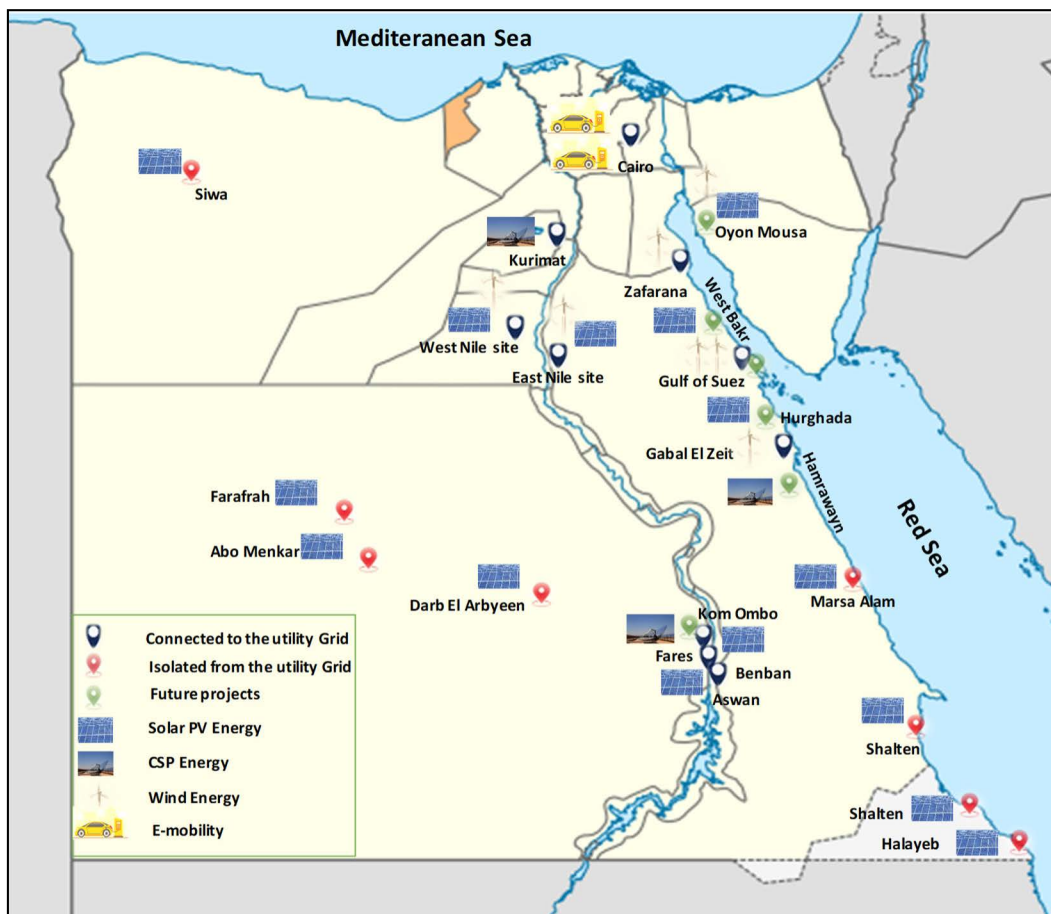 Mediteranean Sea
Cairo
Siwa
Oyon Mousa
Kurimat
Zafarana
West Bakr
West Nile site
East Nile site
Gulf of Suez
Hurghada
Gabal El Zeit
Hamrawayn
Red Sea
Farafrah
Abo Menkar
Darb El Arbyeen
Marsa Alam
Kom Ombo
Fares
Benban
Aswan
Shalten
Shalten
Halayeb
Connected to the utility Grid
Isolated from the utility Grid
Future projects
Solar PV Energy
CSP Energy
Wind Energy
E-mobility